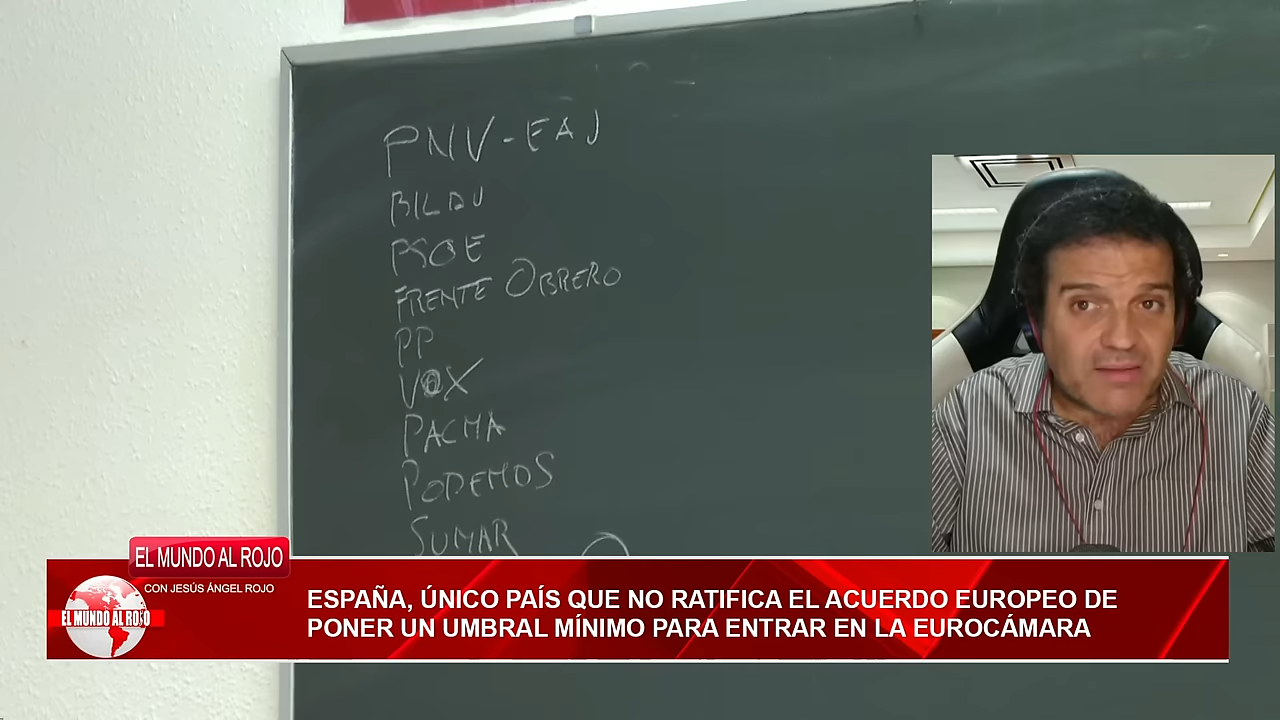 PNV-EAJ
BILDU
PSOE
FRENTE OBRERO
PP
VOX
PACMA
PODEMOS
SUMAR
EL MUNDO AL ROJO
CON JESÚS ÁNGEL ROJO
EL MUNDO AL ROJO
ESPAÑA, ÚNICO PAÍS QUE NO RATIFICA EL ACUERDO EUROPEO DE
PONER UN UMBRAL MÍNIMO PARA ENTRAR EN LA EUROCÁMARA